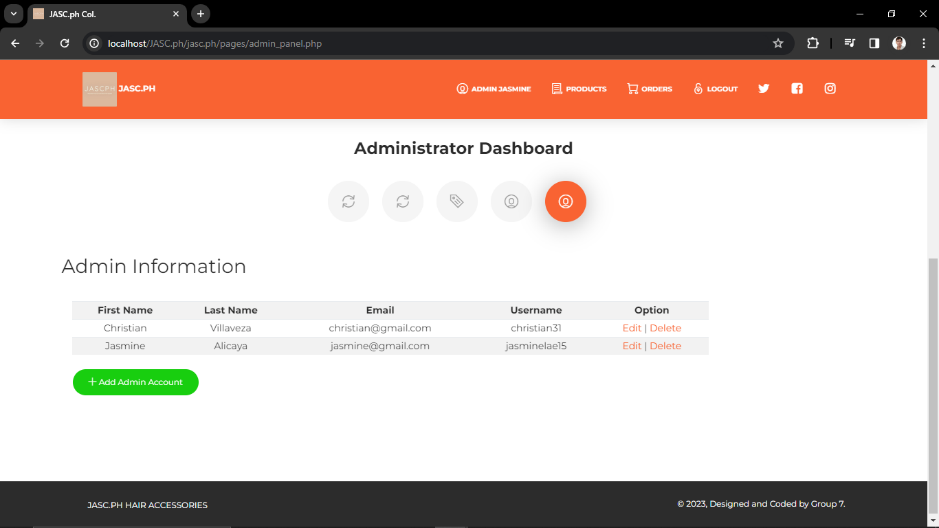 JASC.ph Col.
localhost/JASC.ph/jasc.ph/pages/admin_panel.php
JASCPH JASC.PH ADMIN JASMINE PRODUCTS ORDERS LOGOUT
Administrator Dashboard
Admin Information
First Name Last Name Email Username Option
Christian Villaveza christian@gmail.com christian31 Edit | Delete
Jasmine Alicaya jasmine@gmail.com jasminelae15 Edit | Delete
+ Add Admin Account
JASC.PH HAIR ACCESSORIES © 2023, Designed and Coded by Group 7.